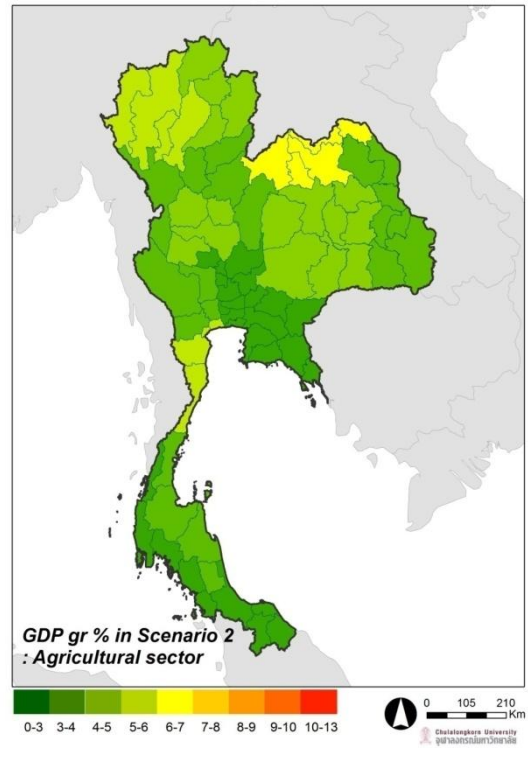 GDP gr % in Scenario 2
: Agricultural sector
0-3 3-4 4-5 5-6 6-7 7-8 8-9 9-10 10-13
0 105 210
Km
Chulalongkorn University
จุฬาลงกรณ์มหาวิทยาลัย